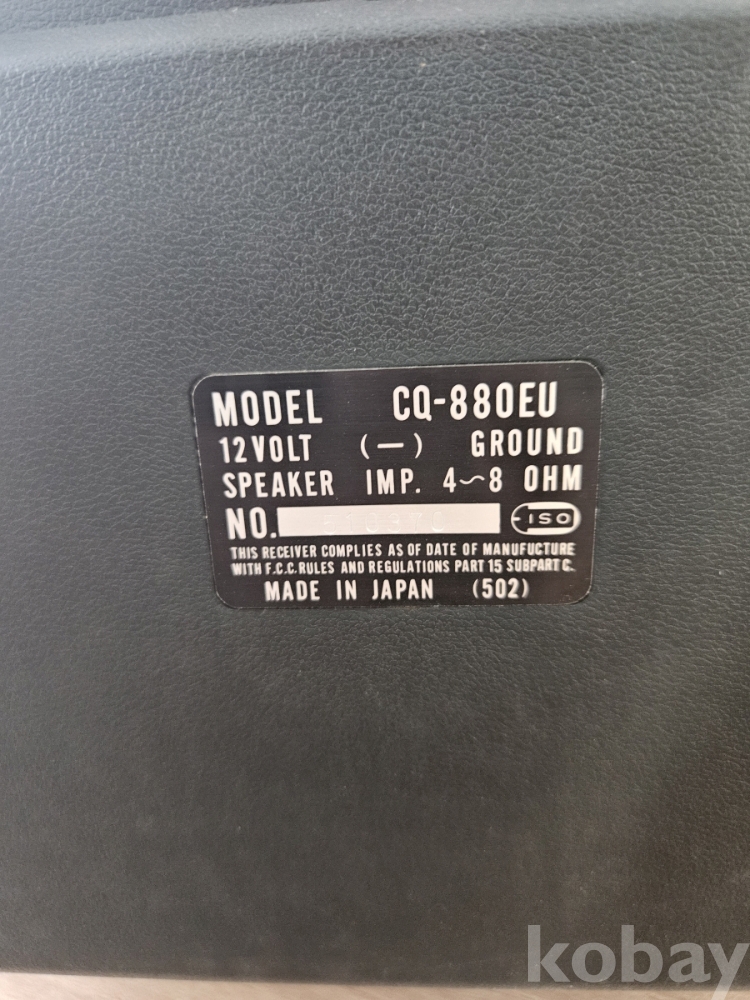 MODEL CQ-880EU
12VOLT (—) GROUND
SPEAKER IMP. 4~8 OHM
NO. ISO
THIS RECEIVER COMPLIES AS OF DATE OF MANUFUCTURE
WITH F.C.C. RULES AND REGULATIONS PART 15 SUBPART C.
MADE IN JAPAN (502)
kobay